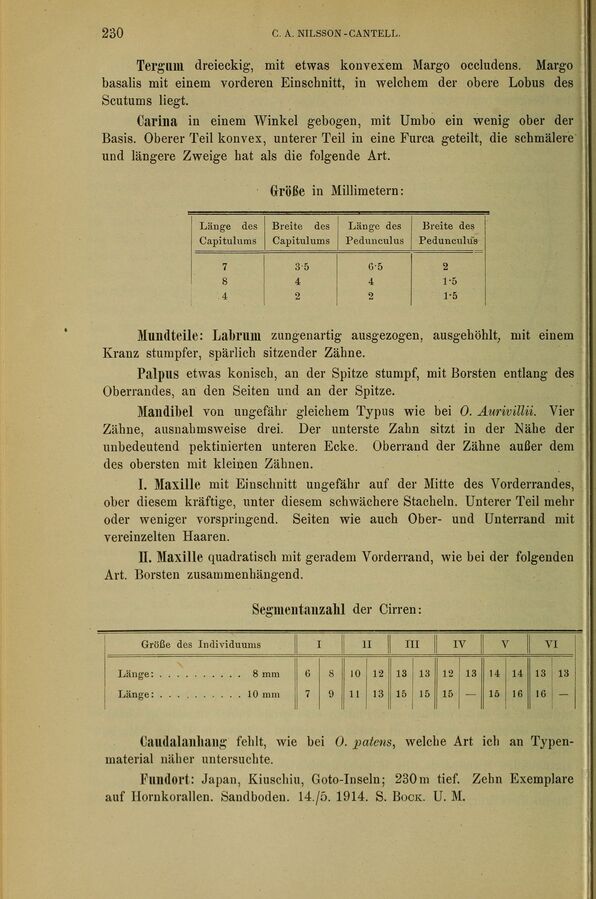 230
C. A. NILSSON-CANTELL.
Tergum dreieckig, mit etwas konvexem Margo occludens. Margo
basalis mit einem vorderen Einschnitt, in welchem der obere Lobus des
Scutums liegt.
Carina in einem Winkel gebogen, mit Umbo ein wenig ober der
Basis. Oberer Teil konvex, unterer Teil in eine Furca geteilt, die schmälere
und längere Zweige hat als die folgende Art.
Größe in Millimetern:
Länge des Breite des Länge des Breite des
Capitulums Capitulums Pedunculus Pedunculus
7 3·5 6·5 2
8 4 4 1·5
4 2 2 1·5
Mundteile: Labrum zungenartig ausgezogen, ausgehöhlt, mit einem
Kranz stumpfer, spärlich sitzender Zähne.
Palpus etwas konisch, an der Spitze stumpf, mit Borsten entlang des
Oberrandes, an den Seiten und an der Spitze.
Mandibel von ungefähr gleichem Typus wie bei O. Aurivillii. Vier
Zähne, ausnahmsweise drei. Der unterste Zahn sitzt in der Nähe der
unbedeutend pektinierten unteren Ecke. Oberrand der Zähne außer dem
des obersten mit kleinen Zähnen.
I. Maxille mit Einschnitt ungefähr auf der Mitte des Vorderrandes,
ober diesem kräftige, unter diesem schwächere Stacheln. Unterer Teil mehr
oder weniger vorspringend. Seiten wie auch Ober- und Unterrand mit
vereinzelten Haaren.
II. Maxille quadratisch mit geradem Vorderrand, wie bei der folgenden
Art. Borsten zusammenhängend.
Segmentanzahl der Cirren:
Größe des Individuums I II III IV V VI
Länge: . . . . . . . . . . 8 mm 6 8 10 12 13 13 12 13 14 14 13 13
Länge: . . . . . . . . . . 10 mm 7 9 11 13 15 15 15 — 15 16 16 —
Caudalanhang fehlt, wie bei O. patens, welche Art ich an Typen-
material näher untersuchte.
Fundort: Japan, Kiuschiu, Goto-Inseln; 230 m tief. Zehn Exemplare
auf Hornkorallen. Sandboden. 14./5. 1914. S. BOCK. U. M.